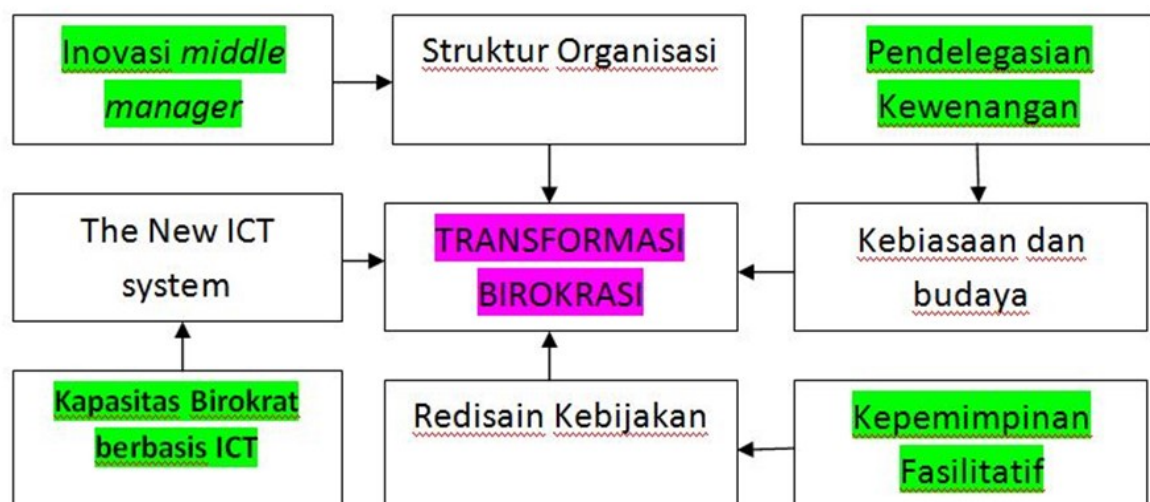 Inovasi middle
manager
Struktur Organisasi
Pendelegasian
Kewenangan
The New ICT
system
TRANSFORMASI
BIROKRASI
Kebiasaan dan
budaya
Kapasitas Birokrat
berbasis ICT
Redisain Kebijakan
Kepemimpinan
Fasilitatif